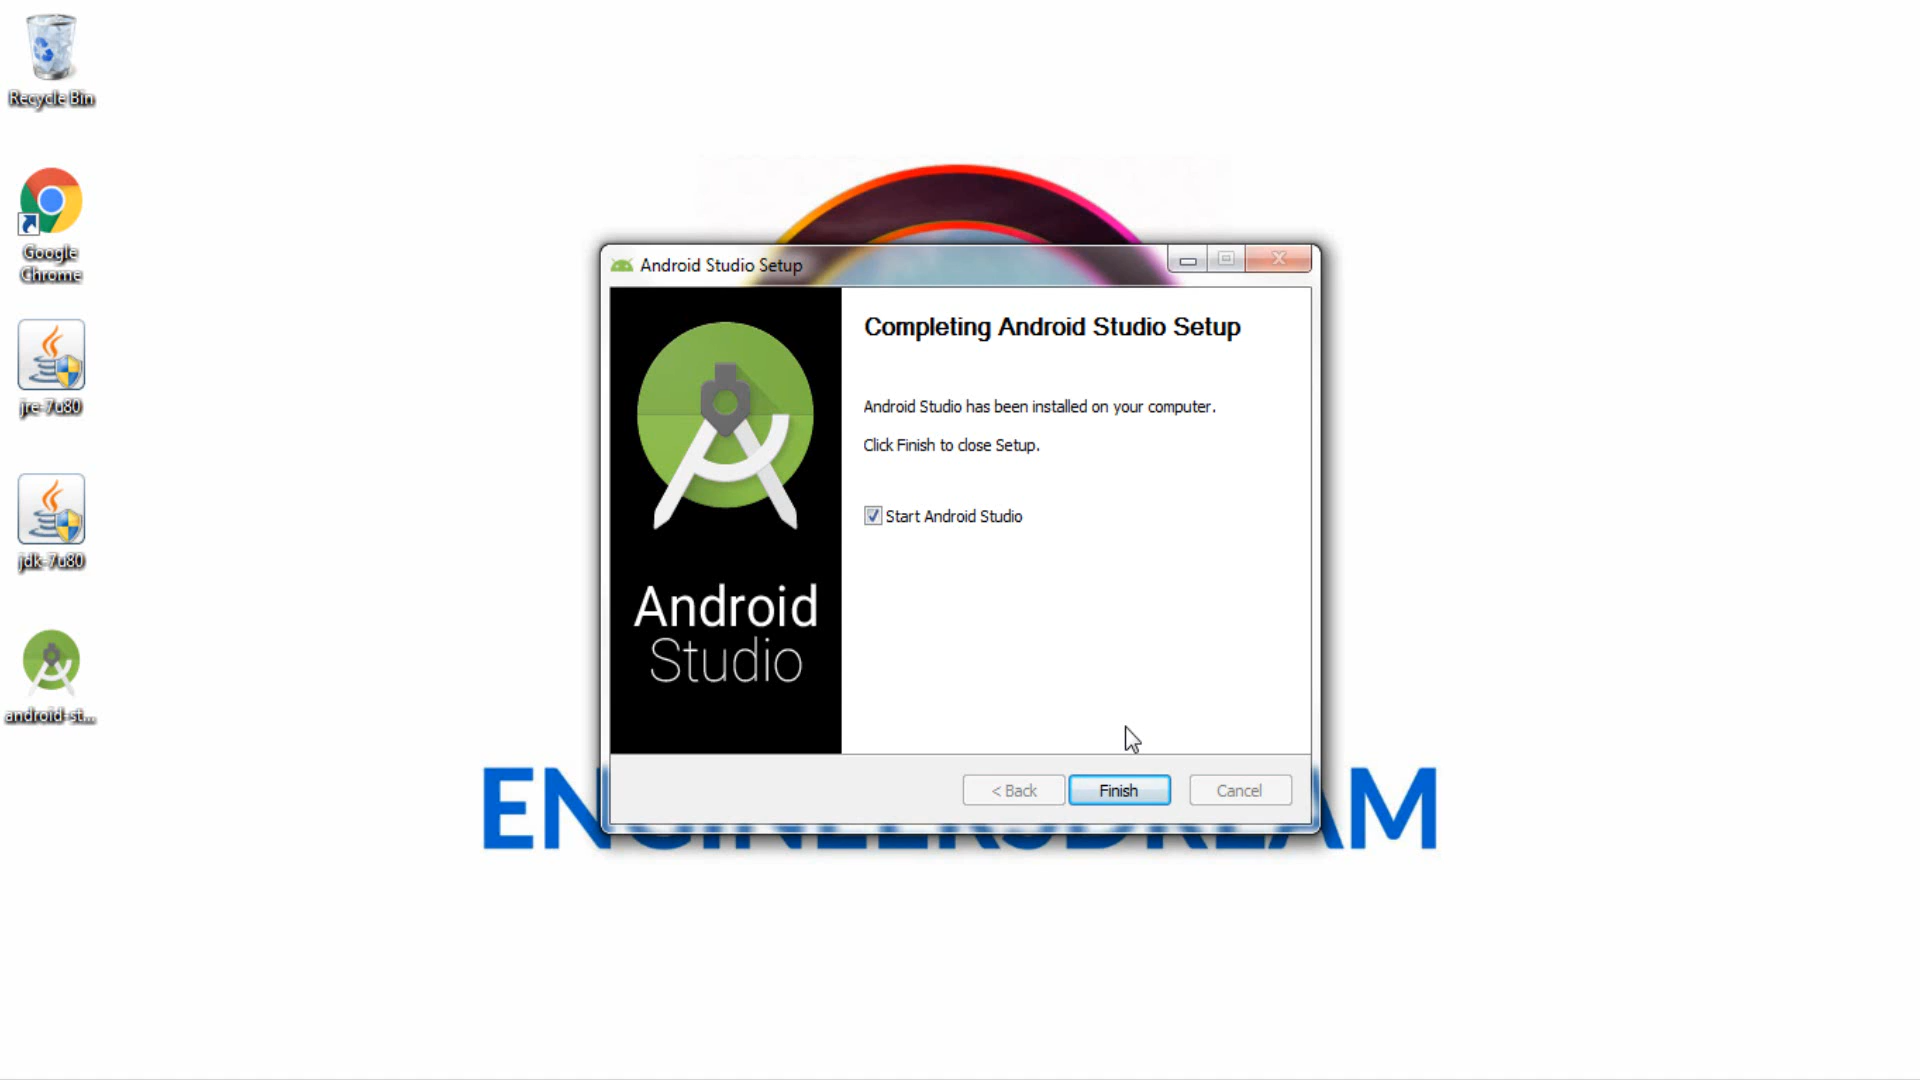 Recycle Bin
Google
Chrome
jre-7u80
jdk-7u80
android-st...
Android Studio Setup
Completing Android Studio Setup
Android Studio has been installed on your computer.
Click Finish to close Setup.
Start Android Studio
Android
Studio
< Back
Finish
Cancel
ENGINEERSDREAM